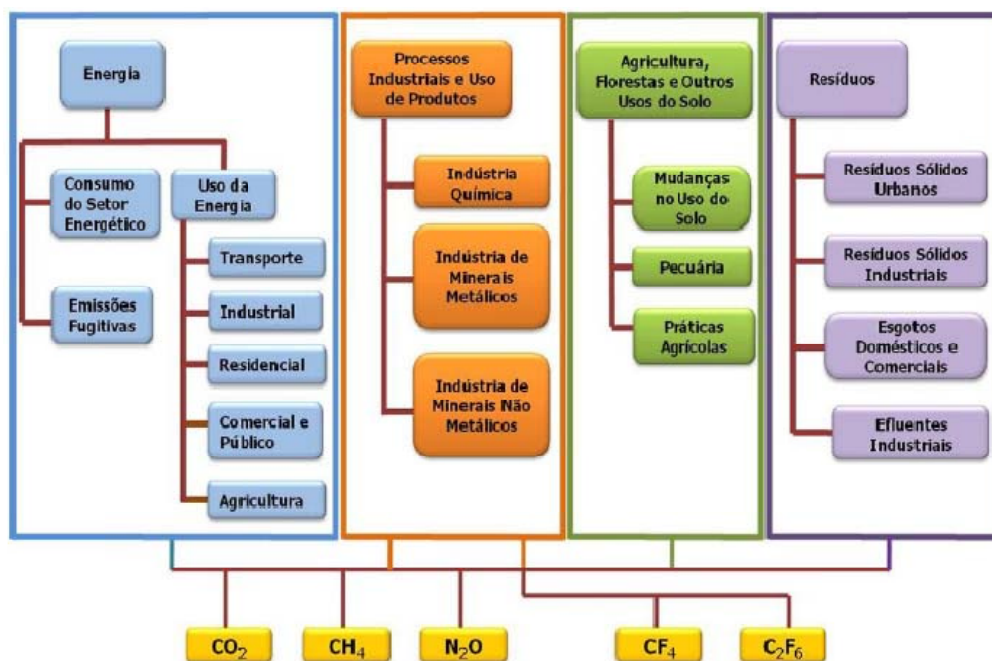 Energia
Consumo
do Setor
Energético
Emissões
Fugitivas
Uso da
Energia
Transporte
Industrial
Residencial
Comercial e
Público
Agricultura
Processos
Industriais e Uso
de Produtos
Indústria
Química
Indústria de
Minerais
Metálicos
Indústria de
Minerais Não
Metálicos
Agricultura,
Florestas e Outros
Usos do Solo
Mudanças
no Uso do
Solo
Pecuária
Práticas
Agrícolas
Resíduos
Resíduos Sólidos
Urbanos
Resíduos Sólidos
Industriais
Esgotos
Domésticos e
Comerciais
Efluentes
Industriais
CO₂
CH₄
N₂O
CF₄
C₂F₆